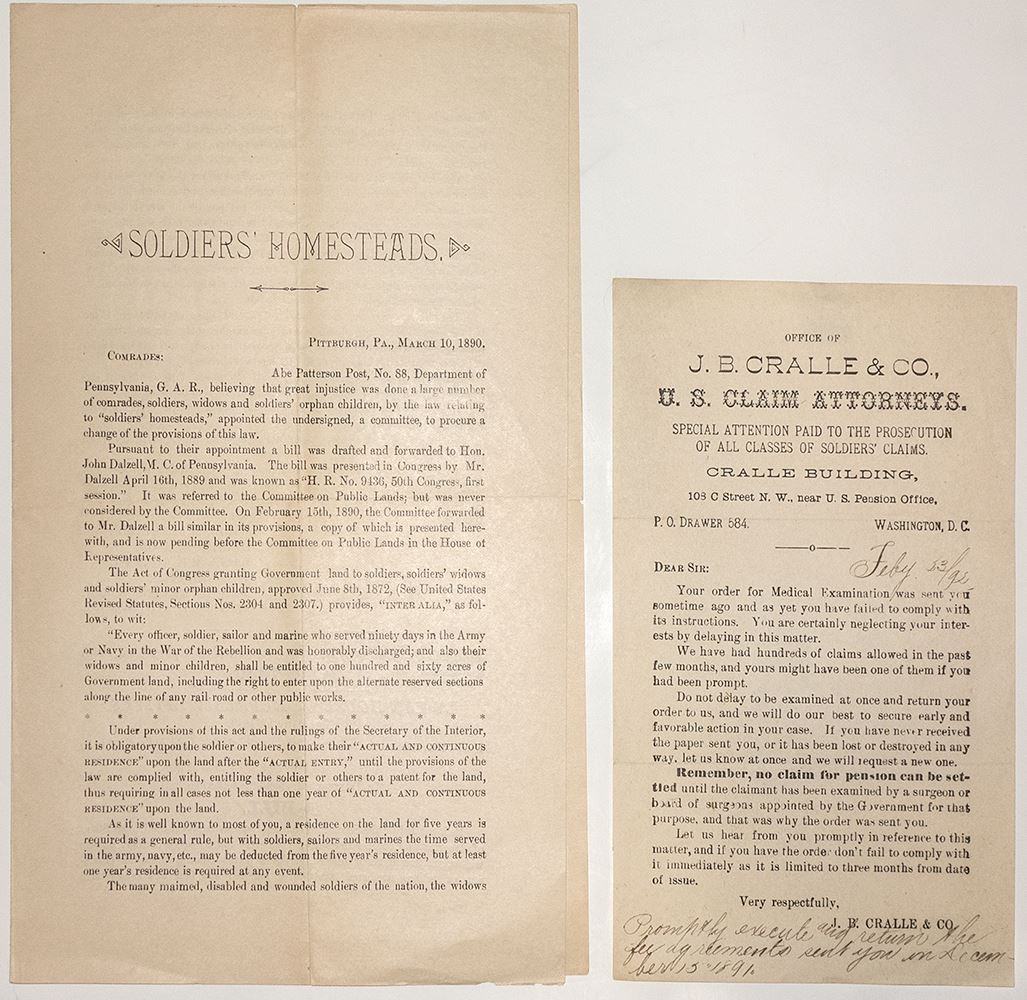 SOLDIERS' HOMESTEADS.
PITTBURGH, PA., MARCH 10, 1890.
COMRADES:
Abe Patterson Post, No. 88, Department of
Pennsylvania, G. A. R., believing that great injustice was done a large number
of comrades, soldiers, widows and soldiers' orphan children, by the law relating
to "soldiers' homesteads," appointed the undersigned, a committee, to procure a
change of the provisions of this law.
Pursuant to their appointment a bill was drafted and forwarded to Hon.
John Dalzell, M. C. of Pennsylvania. The bill was presented in Congress by Mr.
Dalzell April 16th, 1889 and was known as "H. R. No. 9436, 50th Congress, first
session." It was referred to the Committee on Public Lands; but was never
considered by the Committee. On February 15th, 1890, the Committee forwarded
to Mr. Dalzell a bill similar in its provisions, a copy of which is presented here-
with, and is now pending before the Committee on Public Lands in the House of
Representatives.
The Act of Congress granting Government land to soldiers, soldiers' widows
and soldiers' minor orphan children, approved June 8th, 1872, (See United States
Revised Statutes, Sections Nos. 2304 and 2307.) provides, "INTER ALIA," as fol-
lows, to wit:
"Every officer, soldier, sailor and marine who served ninety days in the Army
or Navy in the War of the Rebellion and was honorably discharged; and also their
widows and minor children, shall be entitled to one hundred and sixty acres of
Government land, including the right to enter upon the alternate reserved sections
along the line of any rail-road or other public works.
* * * * * * * * * * * * *
Under provisions of this act and the rulings of the Secretary of the Interior,
it is obligatory upon the soldier or others, to make their "ACTUAL AND CONTINUOUS
RESIDENCE" upon the land after the "ACTUAL ENTRY," until the provisions of the
law are complied with, entitling the soldier or others to a patent for the land,
thus requiring in all cases not less than one year of "ACTUAL AND CONTINUOUS
RESIDENCE" upon the land.
As it is well known to most of you, a residence on the land for five years is
required as a general rule, but with soldiers, sailors and marines the time served
in the army, navy, etc., may be deducted from the five year's residence, but at least
one year's residence is required at any event.
The many maimed, disabled and wounded soldiers of the nation, the widows
OFFICE OF
J. B. CRALLE & CO.,
U. S. CLAIM ATTORNEYS.
SPECIAL ATTENTION PAID TO THE PROSECUTION
OF ALL CLASSES OF SOLDIERS' CLAIMS.
CRALLE BUILDING,
108 C Street N. W., near U. S. Pension Office,
P. O. DRAWER 584. WASHINGTON, D. C.
Feby 23/92
DEAR SIR:
Your order for Medical Examination was sent you
sometime ago and as yet you have failed to comply with
its instructions. You are certainly neglecting your inter-
ests by delaying in this matter.
We have had hundreds of claims allowed in the past
few months, and yours might have been one of them if you
had been prompt.
Do not delay to be examined at once and return your
order to us, and we will do our best to secure early and
favorable action in your case. If you have never received
the paper sent you, or it has been lost or destroyed in any
way, let us know at once and we will request a new one.
Remember, no claim for pension can be set-
tled until the claimant has been examined by a surgeon or
board of surgeons appointed by the Government for that
purpose, and that was why the order was sent you.
Let us hear from you promptly in reference to this
matter, and if you have the order don't fail to comply with
it immediately as it is limited to three months from date
of issue.
Very respectfully,
J. B. CRALLE & CO.
Promptly execute and return the
fee agreements sent you in Decem-
ber 15 1891.